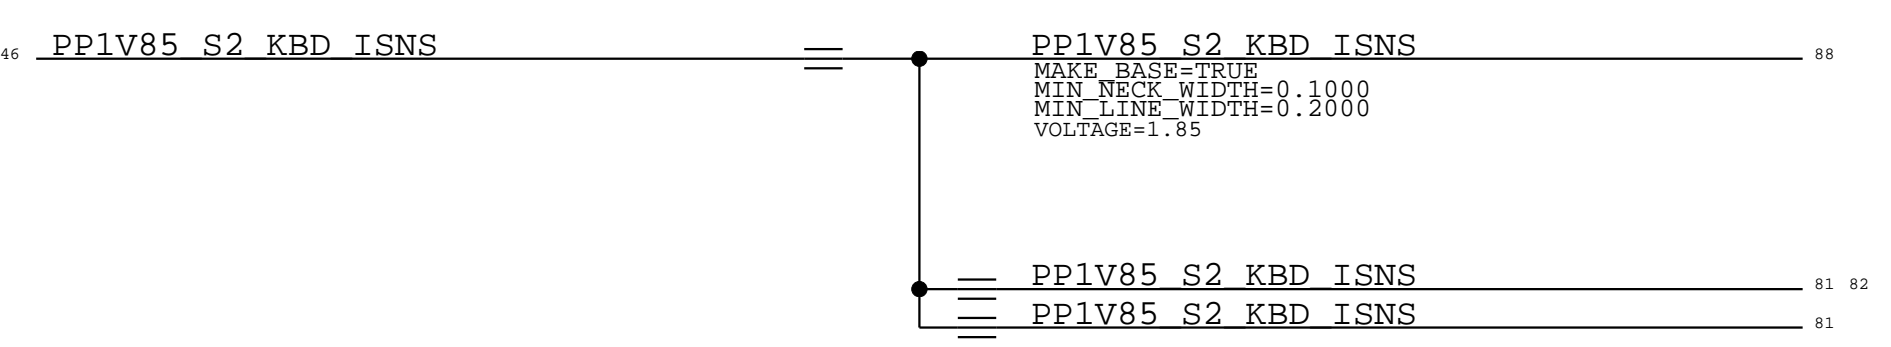 46 PP1V85_S2_KBD_ISNS PP1V85_S2_KBD_ISNS 88
MAKE_BASE=TRUE
MIN_NECK_WIDTH=0.1000
MIN_LINE_WIDTH=0.2000
VOLTAGE=1.85
PP1V85_S2_KBD_ISNS 81 82
PP1V85_S2_KBD_ISNS 81